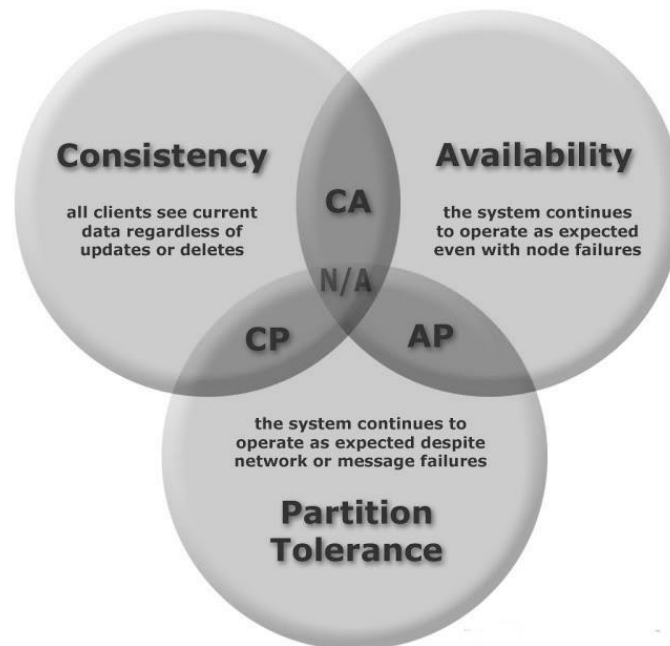 Consistency
all clients see current
data regardless of
updates or deletes
Availability
the system continues
to operate as expected
even with node failures
CA
N/A
CP
AP
the system continues to
operate as expected despite
network or message failures
Partition
Tolerance